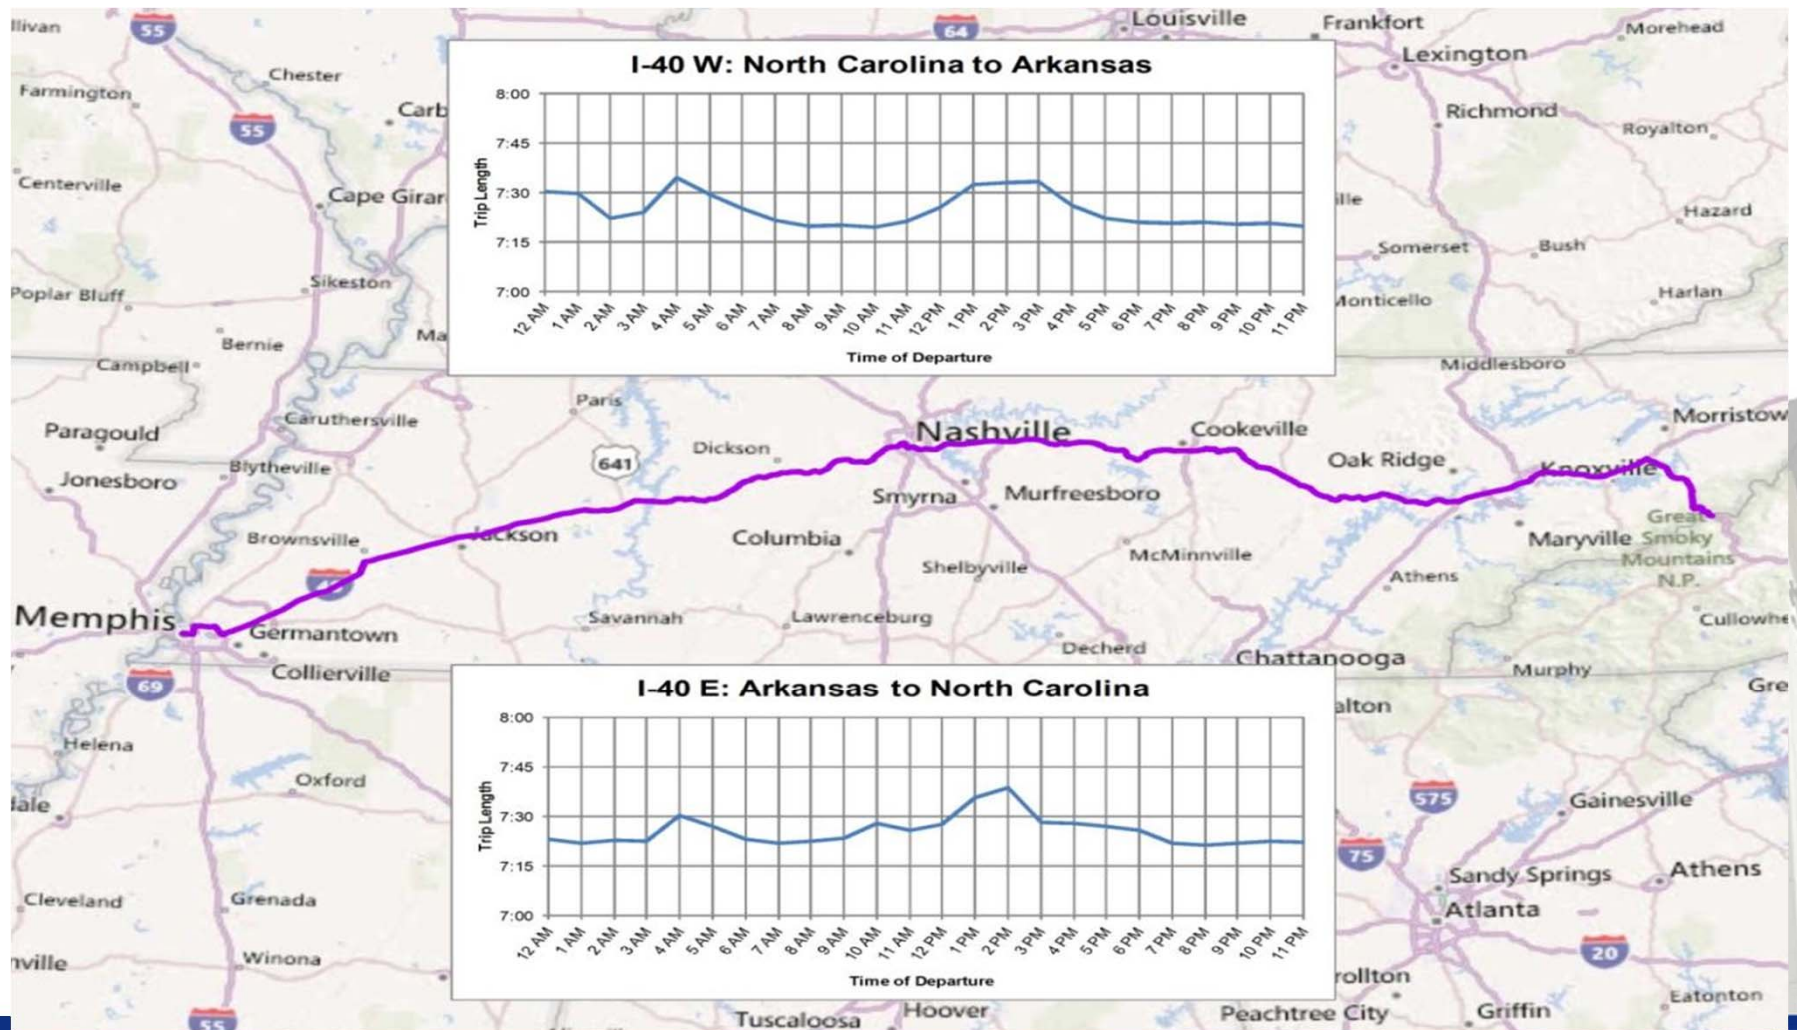 llivan
55
64
Louisville
Frankfort
Morehead
Lexington
Chester
Farmington
Carb
55
Richmond
Royalton
Centerville
Cape Girar
lle
Hazard
Somerset
Bush
Sikeston
Poplar Bluff
Monticello
Harlan
Bernie
Ma
Campbell
Middlesboro
I-40 W: North Carolina to Arkansas
8:00
7:45
7:30
7:15
7:00
Trip Length
12 AM 1 AM 2 AM 3 AM 4 AM 5 AM 6 AM 7 AM 8 AM 9 AM 10 AM 11 AM 12 PM 1 PM 2 PM 3 PM 4 PM 5 PM 6 PM 7 PM 8 PM 9 PM 10 PM 11 PM
Time of Departure
Paris
Caruthersville
Paragould
Nashville
Cookeville
Morristow
Dickson
641
Blytheville
Oak Ridge
Knoxville
Jonesboro
Smyrna
Murfreesboro
Brownsville
Jackson
Columbia
Maryville
Great
Smoky
Mountains
N.P.
McMinnville
Shelbyville
Athens
Memphis
Germantown
Savannah
Lawrenceburg
Cullowhe
Decherd
Chattanooga
Collierville
Murphy
69
Gre
alton
I-40 E: Arkansas to North Carolina
8:00
7:45
7:30
7:15
7:00
Trip Length
12 AM 1 AM 2 AM 3 AM 4 AM 5 AM 6 AM 7 AM 8 AM 9 AM 10 AM 11 AM 12 PM 1 PM 2 PM 3 PM 4 PM 5 PM 6 PM 7 PM 8 PM 9 PM 10 PM 11 PM
Time of Departure
Helena
Oxford
dale
575
Gainesville
75
Sandy Springs
Athens
Cleveland
Grenada
Atlanta
nville
Winona
20
rollton
Eatonton
55
Tuscaloosa
Hoover
Peachtree City
Griffin